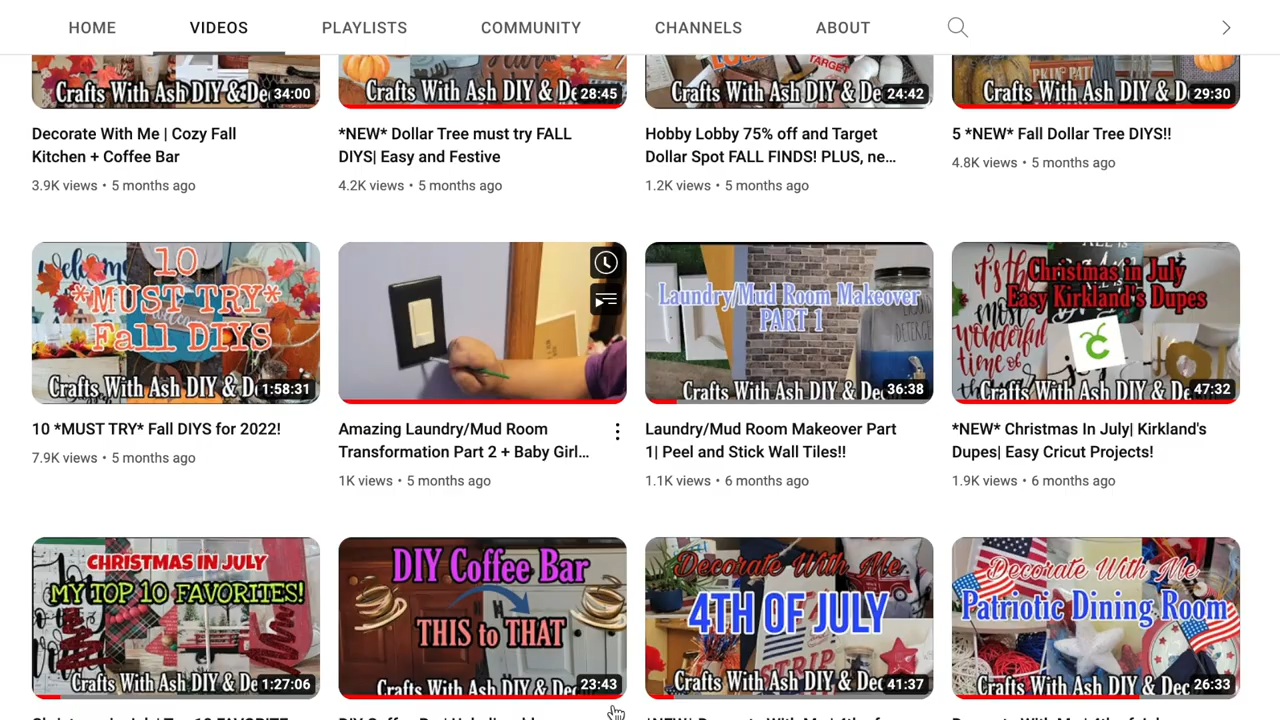 HOME VIDEOS PLAYLISTS COMMUNITY CHANNELS ABOUT
Crafts With Ash DIY & De 34:00
Crafts With Ash DIY & De 28:45
TARGET
Crafts With Ash DIY & De 24:42
Crafts With Ash DIY & De 29:30
Decorate With Me | Cozy Fall
Kitchen + Coffee Bar
3.9K views • 5 months ago
*NEW* Dollar Tree must try FALL
DIYS| Easy and Festive
4.2K views • 5 months ago
Hobby Lobby 75% off and Target
Dollar Spot FALL FINDS! PLUS, ne...
1.2K views • 5 months ago
5 *NEW* Fall Dollar Tree DIYS!!
4.8K views • 5 months ago
10
*MUST TRY*
Fall DIYS
Crafts With Ash DIY & D 1:58:31
Laundry/Mud Room Makeover
PART 1
Crafts With Ash DIY & Dec 36:38
Christmas in July
Easy Kirkland's
Dupes
Crafts With Ash DIY & Dec 47:32
10 *MUST TRY* Fall DIYS for 2022!
7.9K views • 5 months ago
Amazing Laundry/Mud Room
Transformation Part 2 + Baby Girl...
1K views • 5 months ago
Laundry/Mud Room Makeover Part
1| Peel and Stick Wall Tiles!!
1.1K views • 6 months ago
*NEW* Christmas In July| Kirkland's
Dupes| Easy Cricut Projects!
1.9K views • 6 months ago
CHRISTMAS IN JULY
MY TOP 10 FAVORITES!
Crafts With Ash DIY & De 1:27:06
DIY Coffee Bar
THIS to THAT
Crafts With Ash DIY & Dec 23:43
Decorate With Me
4TH OF JULY
STRIP
Crafts With Ash DIY & Dec 41:37
Decorate With Me
Patriotic Dining Room
Crafts With Ash DIY & Dec 26:33